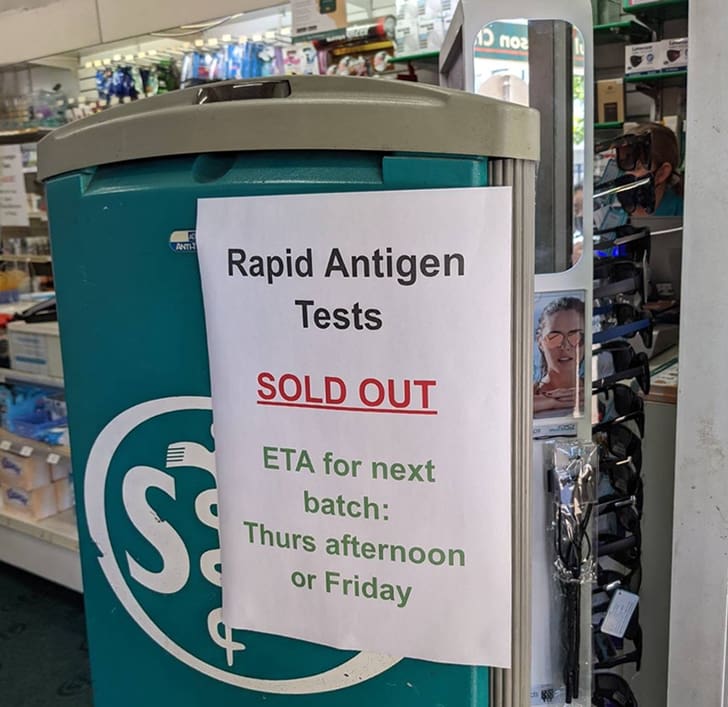 Rapid Antigen
Tests
SOLD OUT
ETA for next
batch:
Thurs afternoon
or Friday